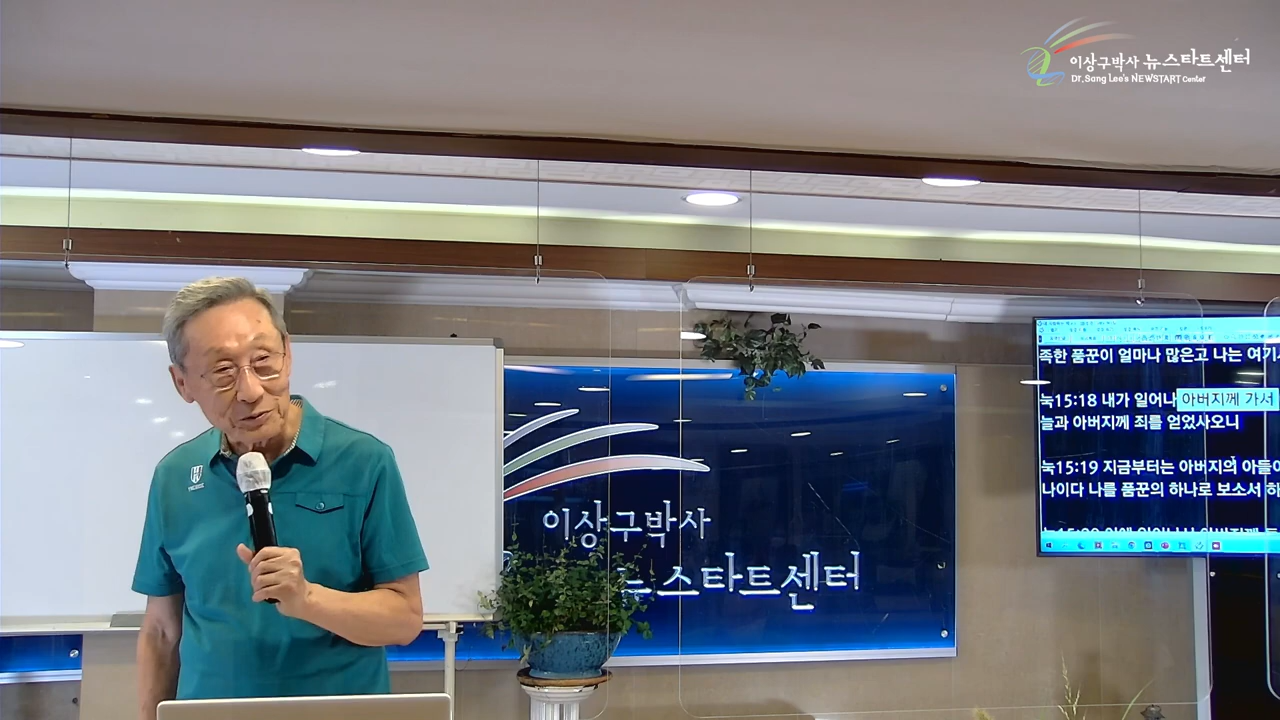 이상구박사 뉴스타트센터
Dr. Sang Lee's NEWSTART Center
이상구박사
뉴스타트센터
족한 품꾼이 얼마나 많은고 나는 여기
눅15:18 내가 일어나 아버지께 가서
늘과 아버지께 죄를 얻었사오니
눅15:19 지금부터는 아버지의 아들이
나이다 나를 품꾼의 하나로 보소서 하